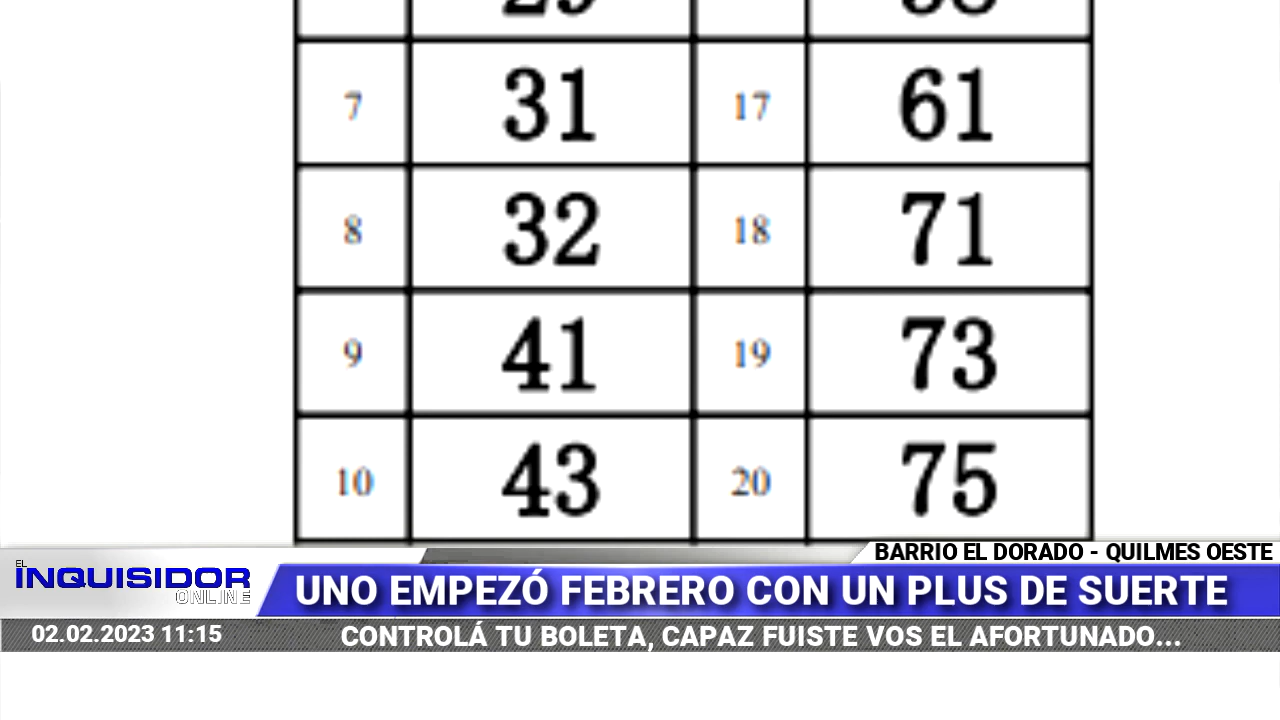 7 31 17 61
8 32 18 71
9 41 19 73
10 43 20 75
BARRIO EL DORADO - QUILMES OESTE
EL
INQUISIDOR
ONLINE
UNO EMPEZÓ FEBRERO CON UN PLUS DE SUERTE
02.02.2023 11:15
CONTROLÁ TU BOLETA, CAPAZ FUISTE VOS EL AFORTUNADO...